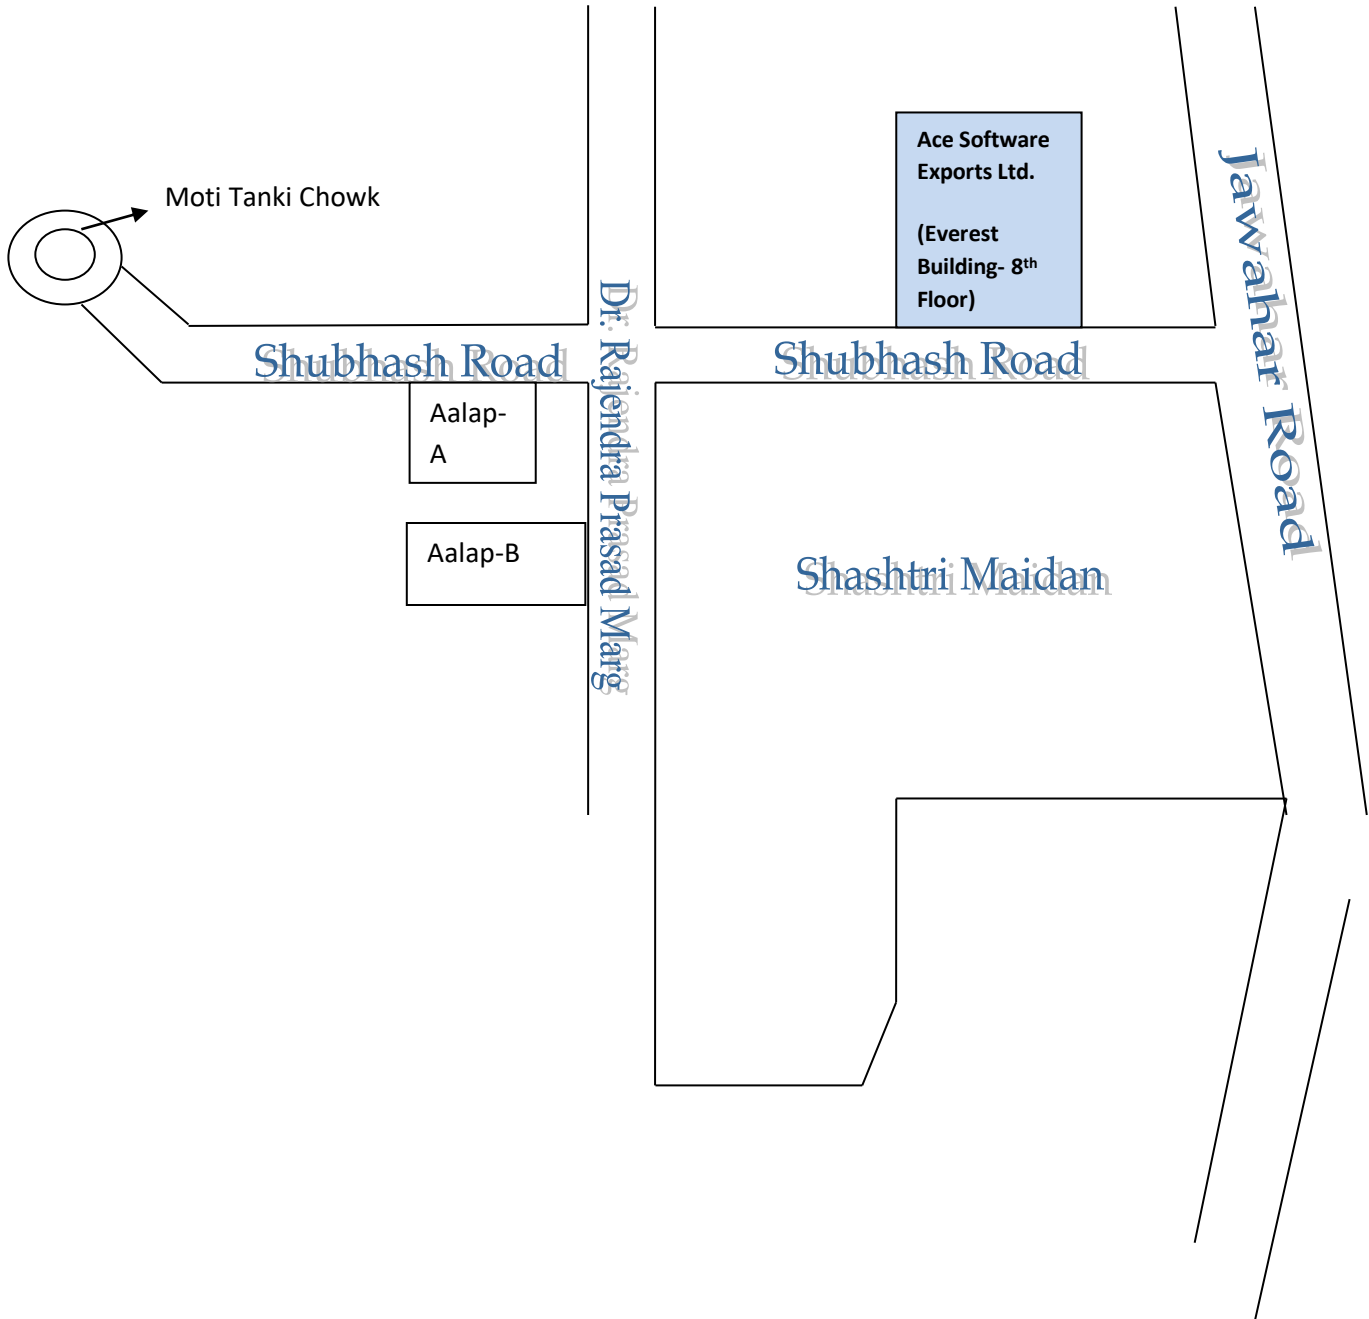 Ace Software
Exports Ltd.
(Everest
Building- 8th
Floor)
Moti Tanki Chowk
Jawahar Road
Dr. Rajendra Prasad Marg
Shubhash Road
Shubhash Road
Aalap-
A
Aalap-B
Shashtri Maidan